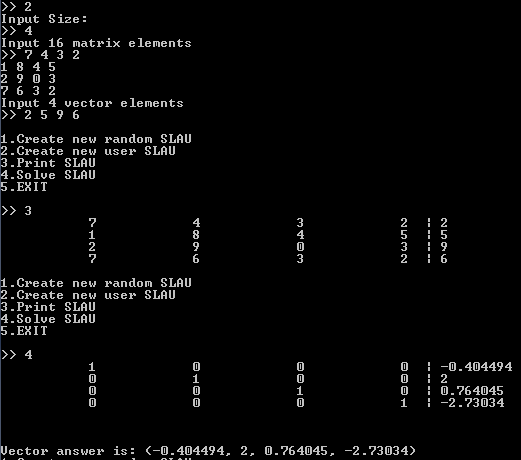 >> 2
Input Size:
>> 4
Input 16 matrix elements
>> 7 4 3 2
1 8 4 5
2 9 0 3
7 6 3 2
Input 4 vector elements
>> 2 5 9 6
1.Create new random SLAU
2.Create new user SLAU
3.Print SLAU
4.Solve SLAU
5.EXIT
>> 3
7 4 3 2 ¦ 2
1 8 4 5 ¦ 5
2 9 0 3 ¦ 9
7 6 3 2 ¦ 6
1.Create new random SLAU
2.Create new user SLAU
3.Print SLAU
4.Solve SLAU
5.EXIT
>> 4
1 0 0 0 ¦ -0.404494
0 1 0 0 ¦ 2
0 0 1 0 ¦ 0.764045
0 0 0 1 ¦ -2.73034
Vector answer is: (-0.404494, 2, 0.764045, -2.73034)